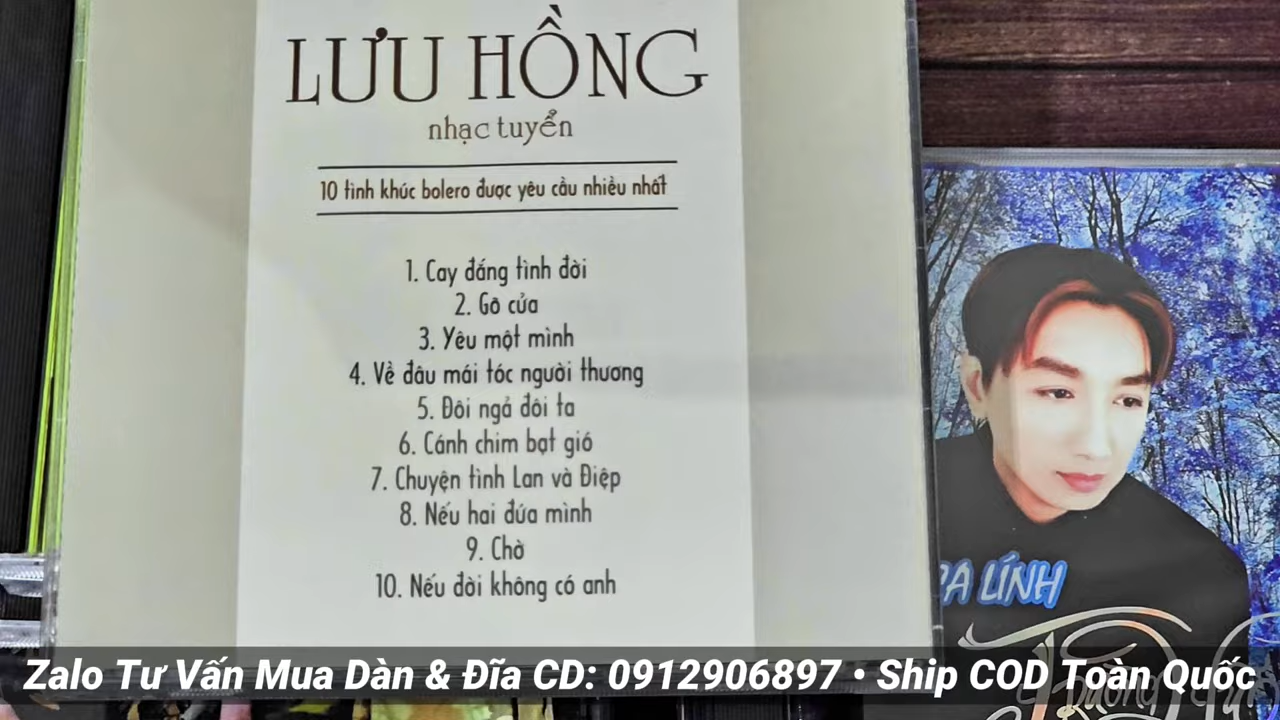 LƯU HỒNG
nhạc tuyển
10 tình khúc bolero được yêu cầu nhiều nhất
1. Cay đắng tình đời
2. Gõ cửa
3. Yêu một mình
4. Về đâu mái tóc người thương
5. Đôi ngả đôi ta
6. Cánh chim bạt gió
7. Chuyện tình Lan và Điệp
8. Nếu hai đứa mình
9. Chờ
10. Nếu đời không có anh
LÍNH
Zalo Tư Vấn Mua Dàn & Đĩa CD: 0912906897 • Ship COD Toàn Quốc